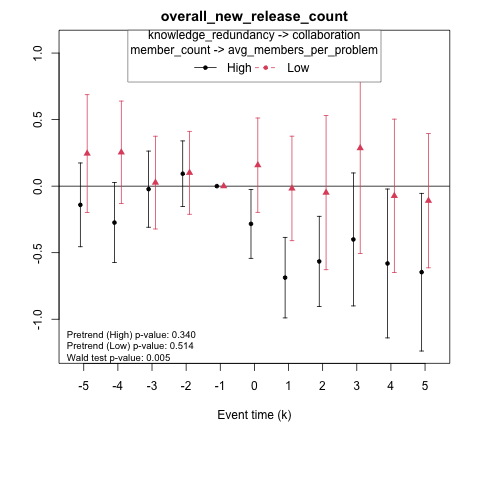 overall_new_release_count
knowledge_redundancy -> collaboration
member_count -> avg_members_per_problem
High Low
1.0
0.5
0.0
-0.5
-1.0
Pretrend (High) p-value: 0.340
Pretrend (Low) p-value: 0.514
Wald test p-value: 0.005
-5 -4 -3 -2 -1 0 1 2 3 4 5
Event time (k)